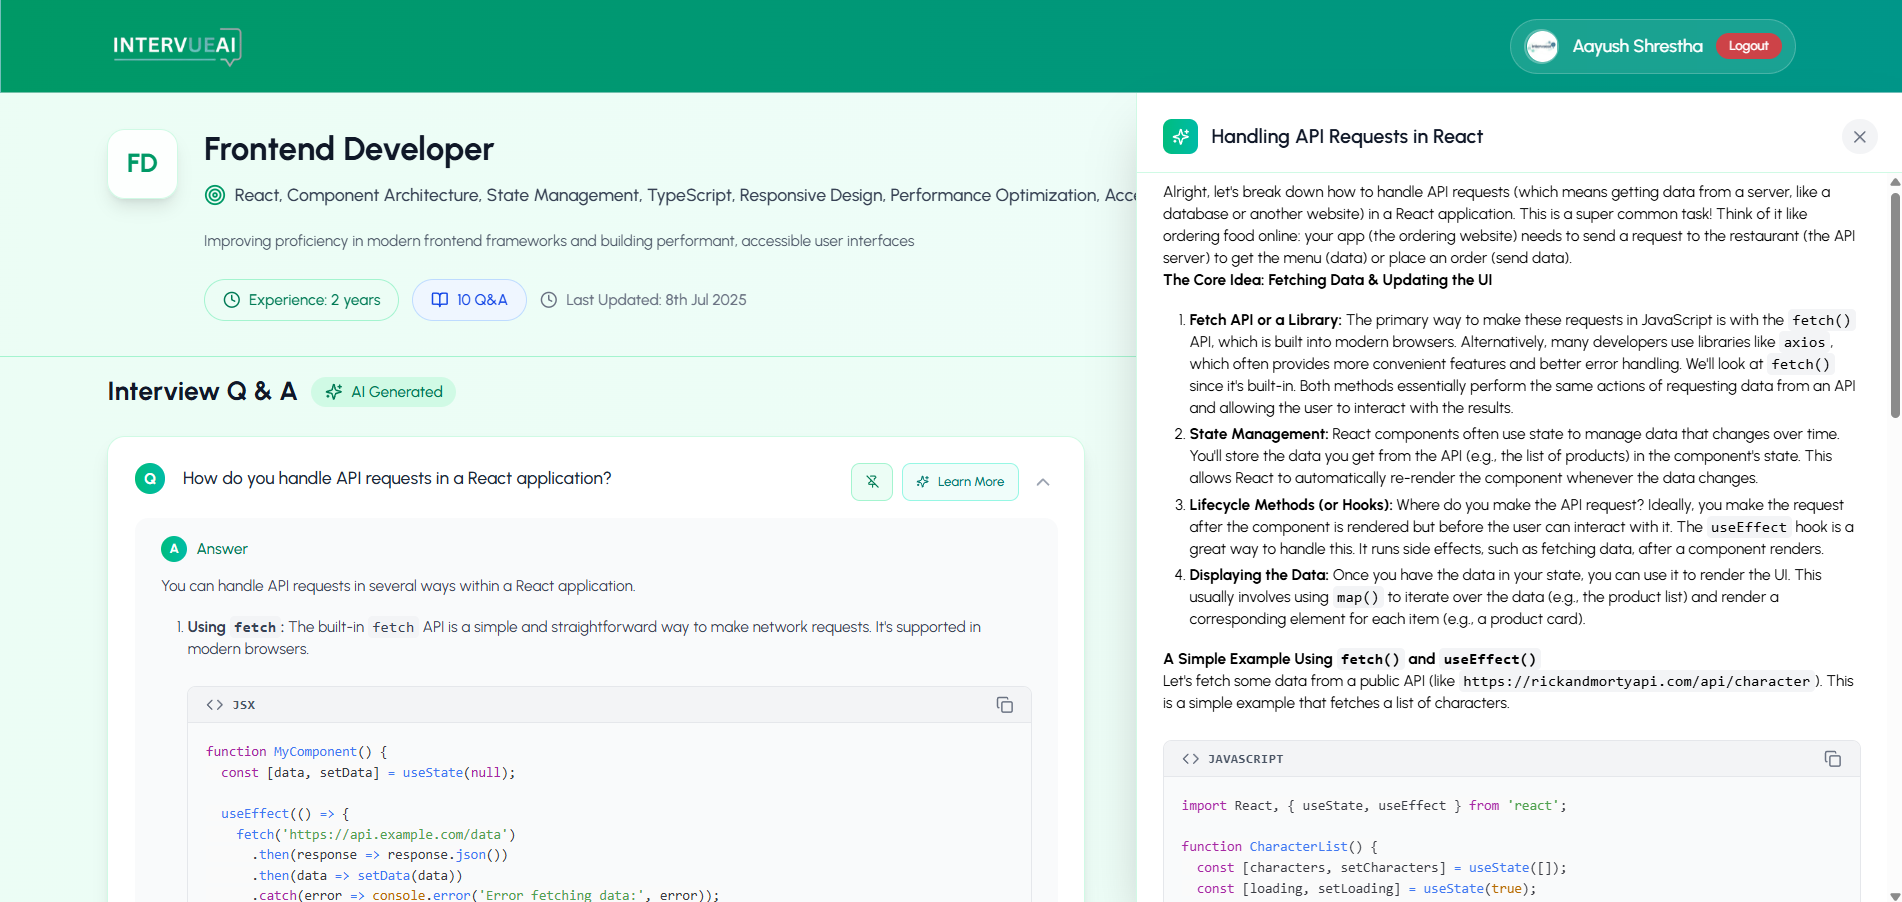 INTERVUEAI
Aayush Shrestha
Logout
FD
Frontend Developer
React, Component Architecture, State Management, TypeScript, Responsive Design, Performance Optimization, Acce
Improving proficiency in modern frontend frameworks and building performant, accessible user interfaces
Experience: 2 years
10 Q&A
Last Updated: 8th Jul 2025
Interview Q & A
AI Generated
Q
How do you handle API requests in a React application?
Learn More
A
Answer
You can handle API requests in several ways within a React application.
1. Using fetch : The built-in fetch API is a simple and straightforward way to make network requests. It's supported in
modern browsers.
<> JSX
function MyComponent() {
const [data, setData] = useState(null);
useEffect(() => {
fetch('https://api.example.com/data')
.then(response => response.json())
.then(data => setData(data))
.catch(error => console.error('Error fetching data:', error));
Handling API Requests in React
Alright, let's break down how to handle API requests (which means getting data from a server, like a
database or another website) in a React application. This is a super common task! Think of it like
ordering food online: your app (the ordering website) needs to send a request to the restaurant (the API
server) to get the menu (data) or place an order (send data).
The Core Idea: Fetching Data & Updating the UI
1. Fetch API or a Library: The primary way to make these requests in JavaScript is with the fetch()
API, which is built into modern browsers. Alternatively, many developers use libraries like axios ,
which often provides more convenient features and better error handling. We'll look at fetch()
since it's built-in. Both methods essentially perform the same actions of requesting data from an API
and allowing the user to interact with the results.
2. State Management: React components often use state to manage data that changes over time.
You'll store the data you get from the API (e.g., the list of products) in the component's state. This
allows React to automatically re-render the component whenever the data changes.
3. Lifecycle Methods (or Hooks): Where do you make the API request? Ideally, you make the request
after the component is rendered but before the user can interact with it. The useEffect hook is a
great way to handle this. It runs side effects, such as fetching data, after a component renders.
4. Displaying the Data: Once you have the data in your state, you can use it to render the UI. This
usually involves using map() to iterate over the data (e.g., the product list) and render a
corresponding element for each item (e.g., a product card).
A Simple Example Using fetch() and useEffect()
Let's fetch some data from a public API (like https://rickandmortyapi.com/api/character ). This
is a simple example that fetches a list of characters.
<> JAVASCRIPT
import React, { useState, useEffect } from 'react';
function CharacterList() {
const [characters, setCharacters] = useState([]);
const [loading, setLoading] = useState(true);